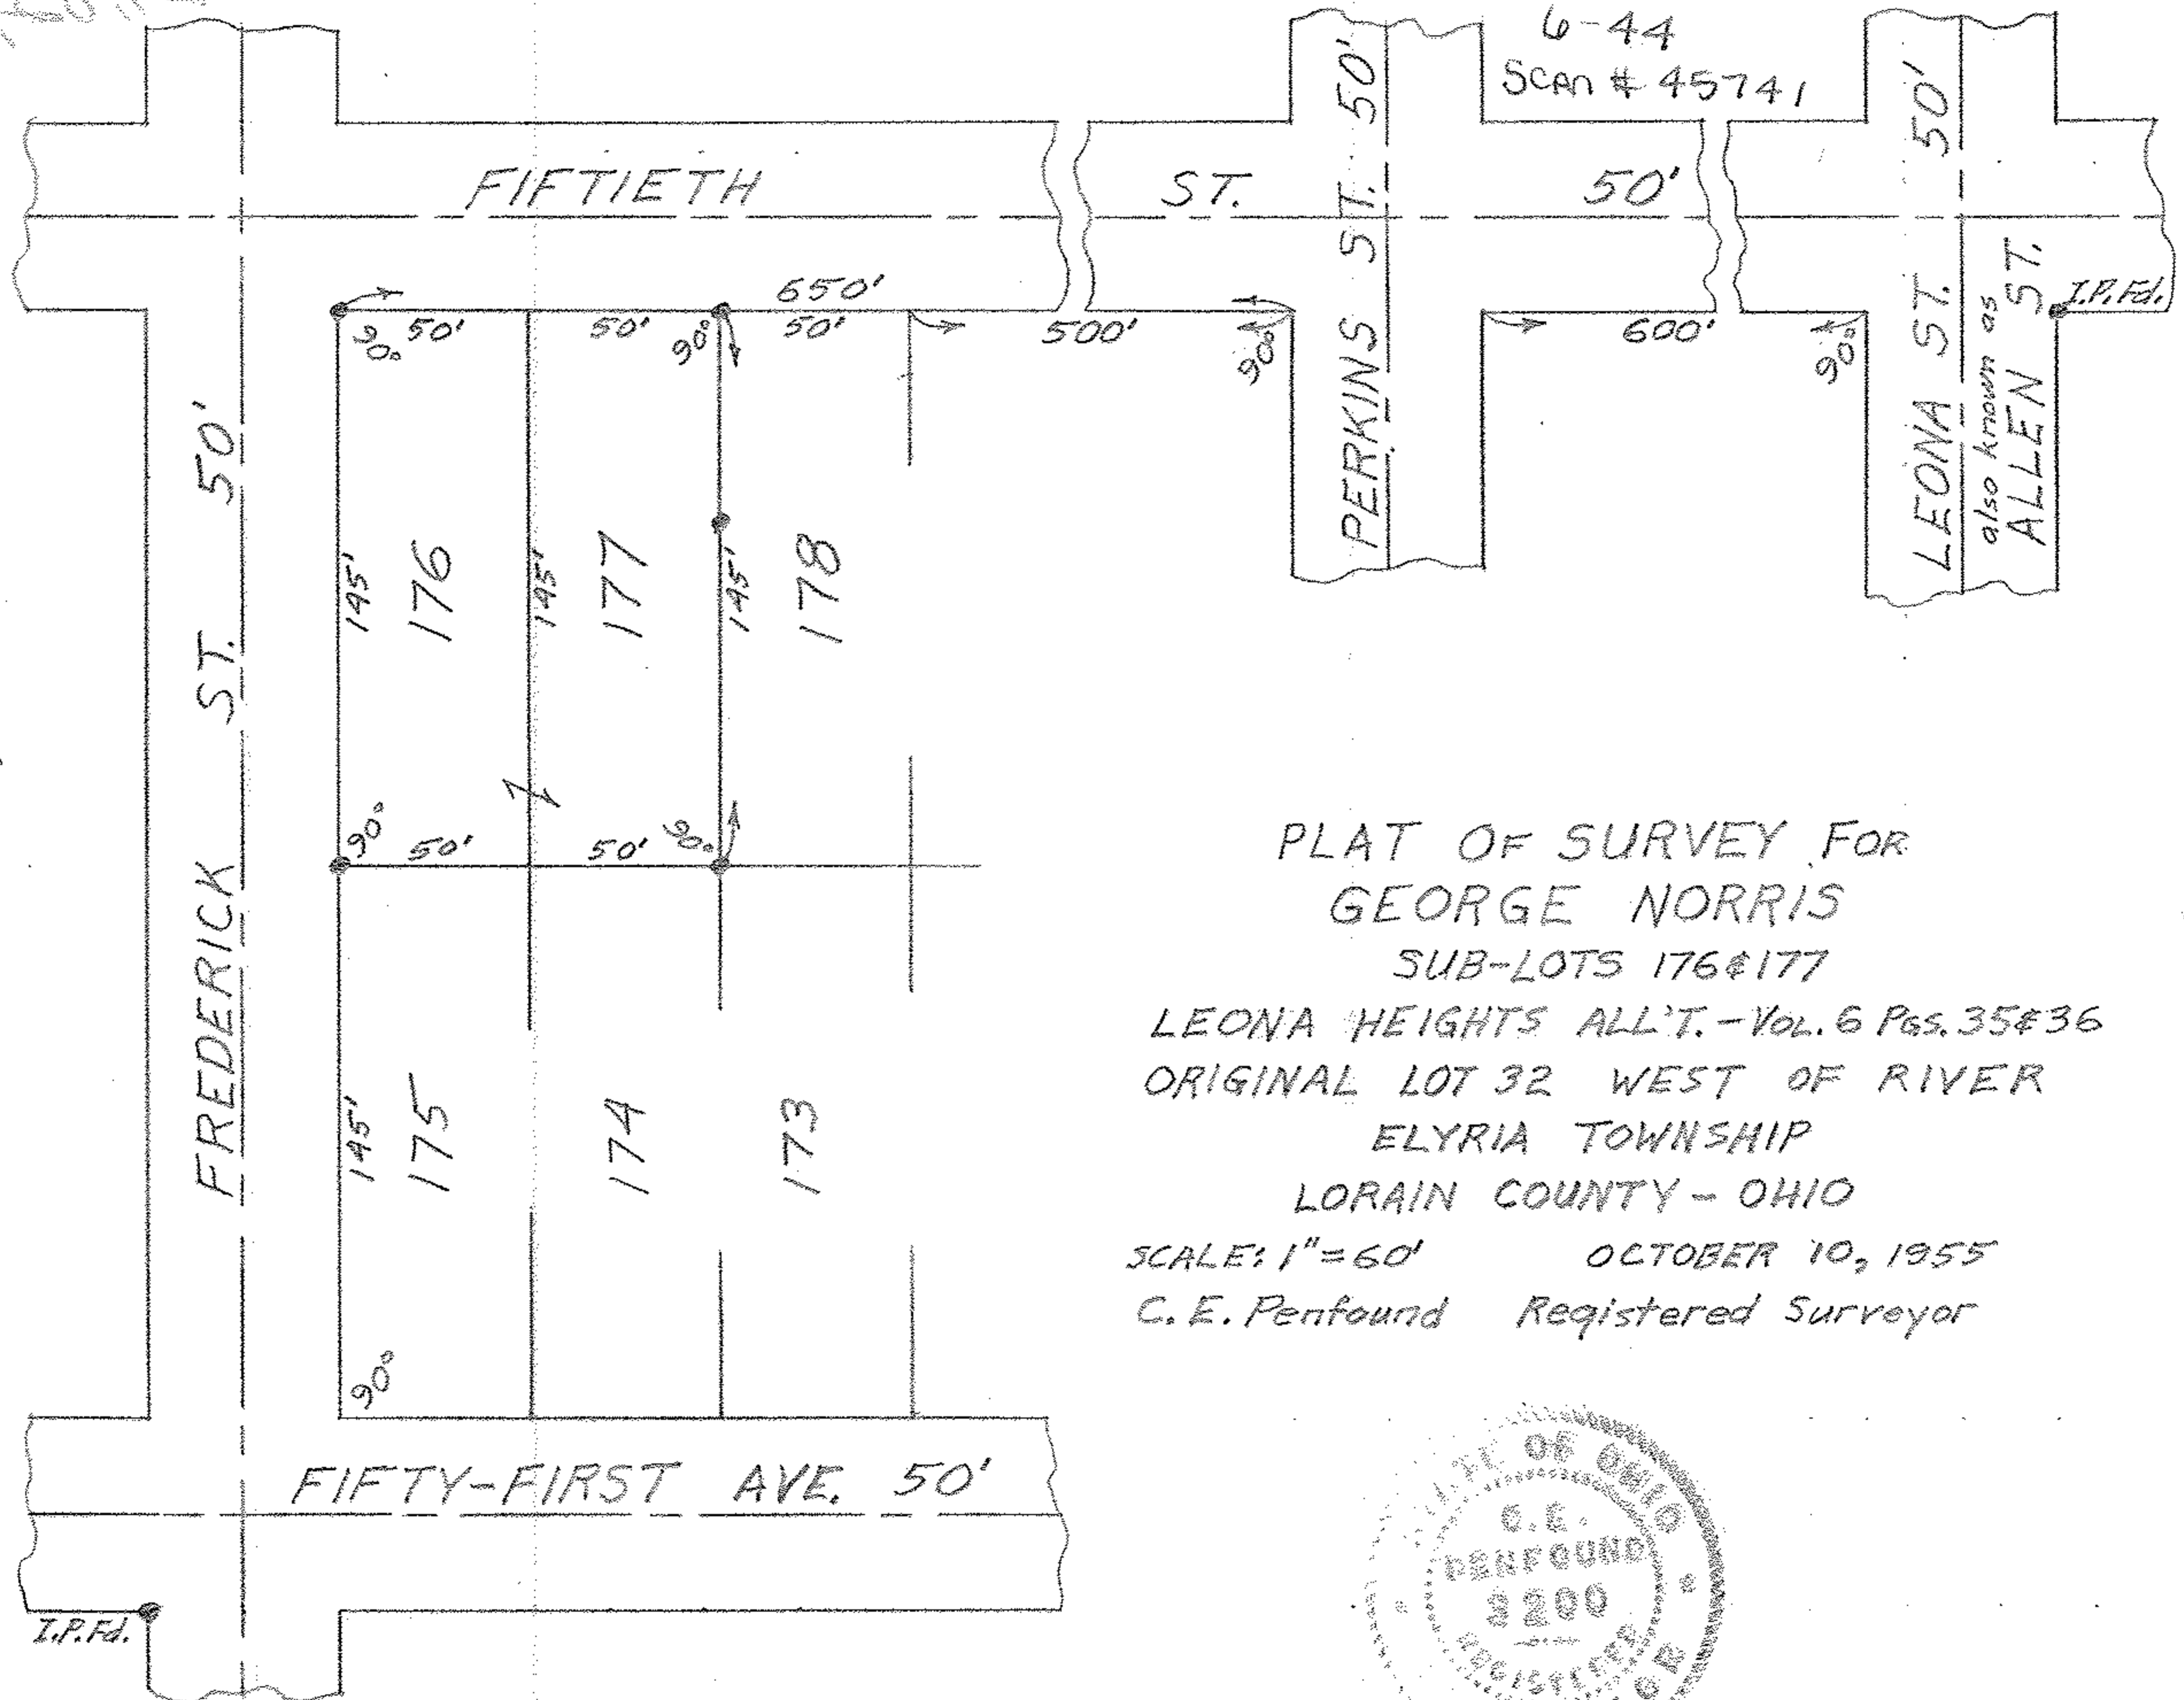 6-44
Scan # 45741
FIFTIETH ST. 50'
PERKINS ST. 50'
LEONA ST. 50'
also known as
ALLEN ST.
I.P. Fd.
650'
90° 50' 50' 90° 50' 500' 90° 600' 90°
FREDERICK ST. 50'
145' 176 145' 177 145' 178
90° 50' 50' 90°
145' 175 174 173
90°
FIFTY-FIRST AVE. 50'
I.P. Fd.
PLAT OF SURVEY FOR
GEORGE NORRIS
SUB-LOTS 176&177
LEONA HEIGHTS ALL'T. - VOL. 6 PGS. 35&36
ORIGINAL LOT 32 WEST OF RIVER
ELYRIA TOWNSHIP
LORAIN COUNTY - OHIO
SCALE: 1"=60' OCTOBER 10, 1955
C. E. Penfound Registered Surveyor
STATE OF OHIO
C. E.
PENFOUND
3200
REGISTERED